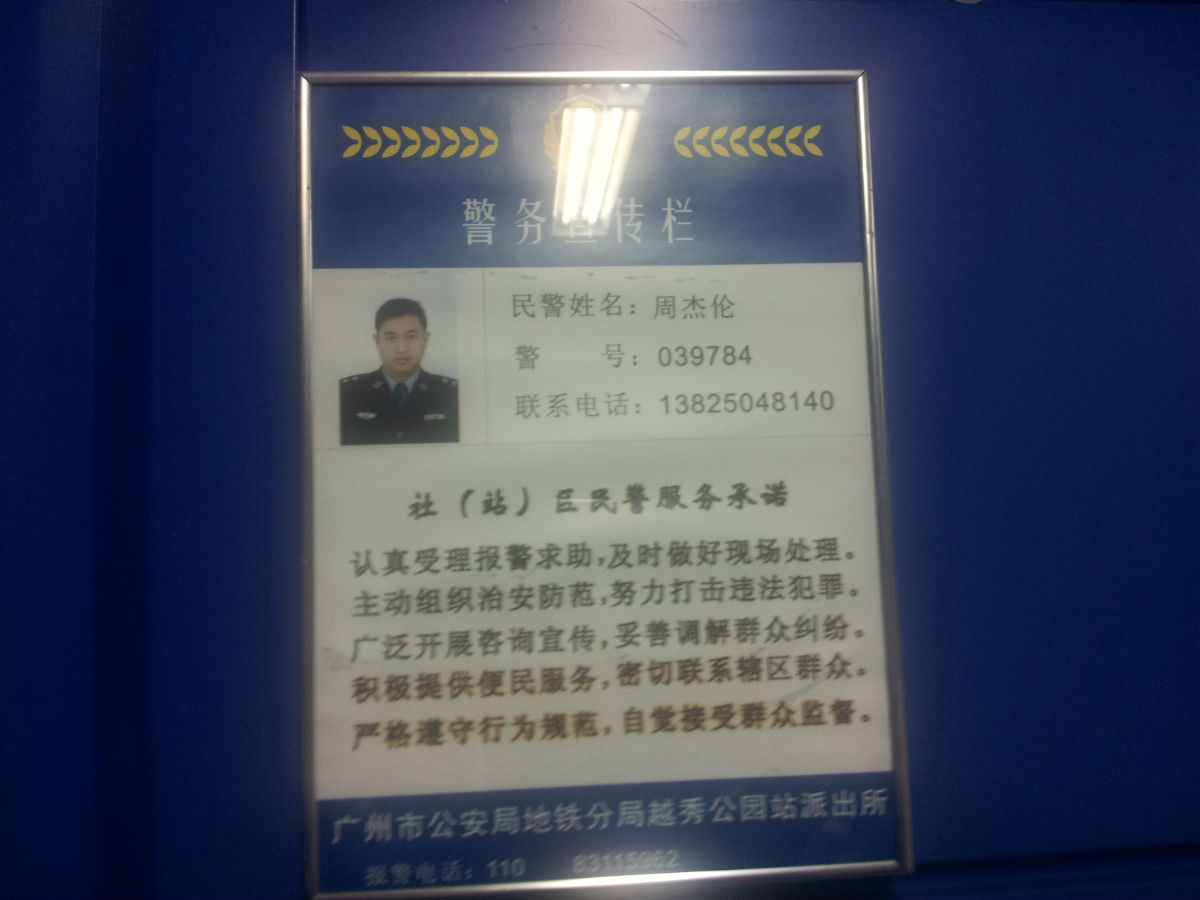 警务宣传栏
民警姓名：周杰伦
警 号：039784
联系电话：13825048140
社（站）区民警服务承诺
认真受理报警求助，及时做好现场处理。
主动组织治安防范，努力打击违法犯罪。
广泛开展咨询宣传，妥善调解群众纠纷。
积极提供便民服务，密切联系辖区群众。
严格遵守行为规范，自觉接受群众监督。
广州市公安局地铁分局越秀公园站派出所
报警电话：110 83115962